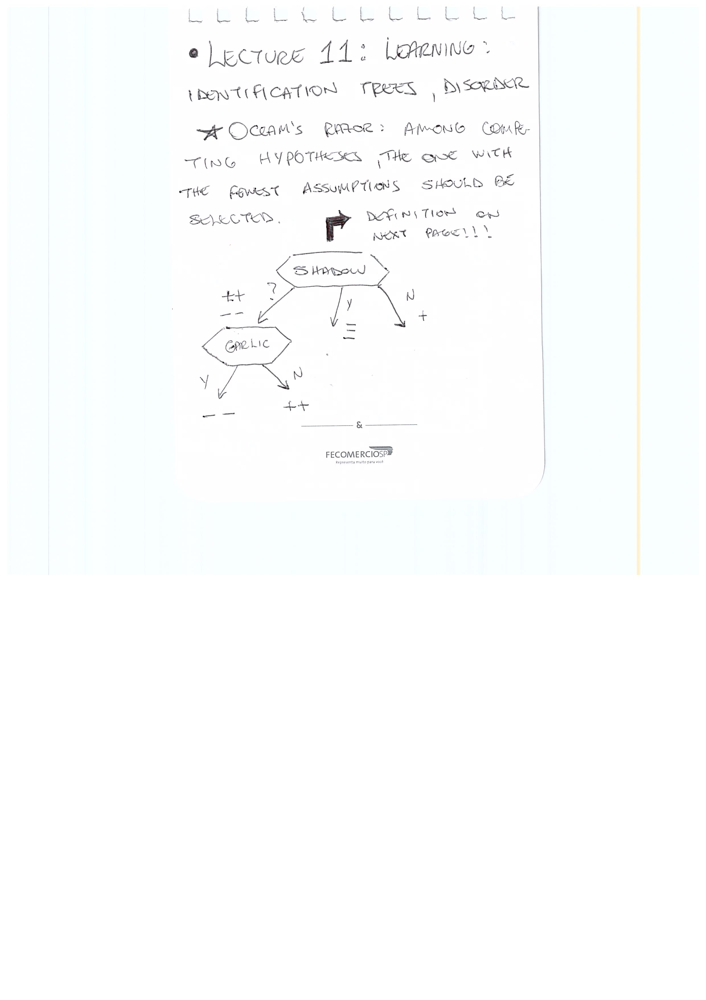 • LECTURE 11: LEARNING:
IDENTIFICATION TREES, DISORDER
★ OCCAM'S RAZOR: AMONG COMPE-
TING HYPOTHESES, THE ONE WITH
THE FEWEST ASSUMPTIONS SHOULD BE
SELECTED.
DEFINITION ON
NEXT PAGE!!!
SHADOW
++ ? Y N
-- +
---
GARLIC
Y N
-- ++
&
FECOMERCIOSP
Representa muito para você